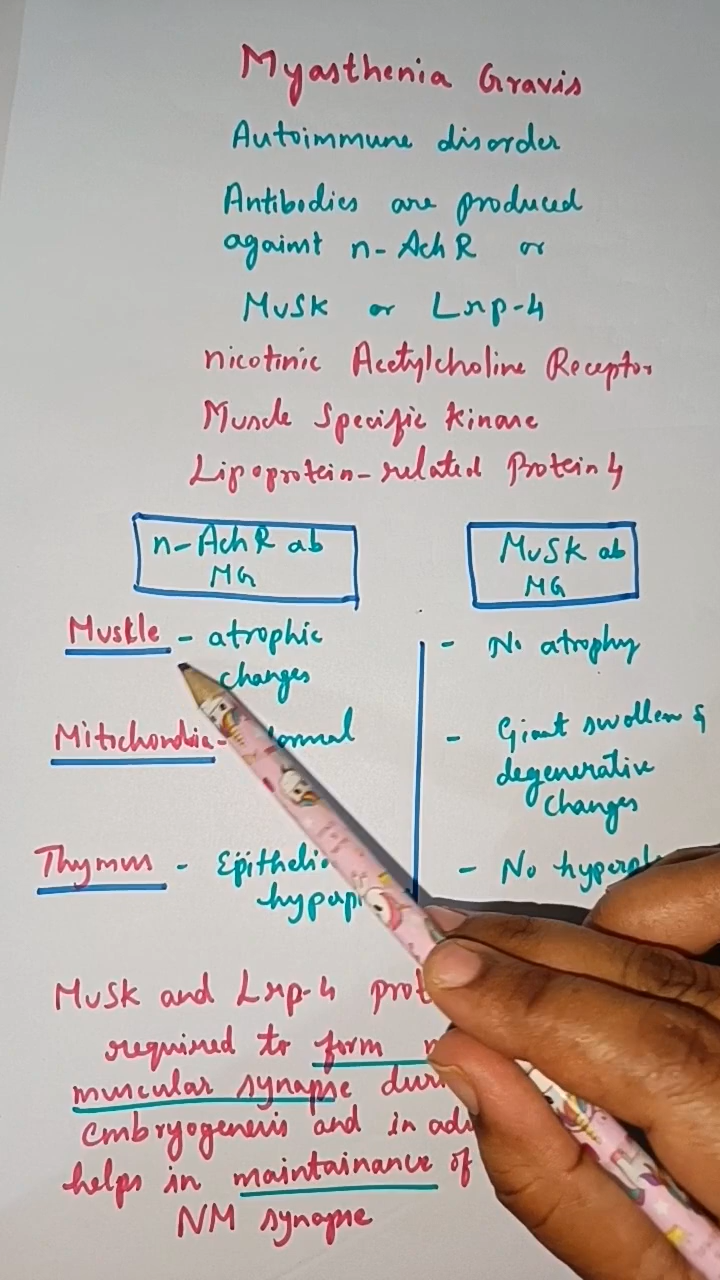 Myasthenia Gravis
Autoimmune disorder
Antibodies are produced
against n-AchR or
MuSK or Lrp-4
nicotinic Acetylcholine Receptor
Muscle Specific Kinase
Lipoprotein-related Protein 4
n-AchR ab
MG
MuSK ab
MG
Muscle - atrophic
changes
- No atrophy
Mitochondria -
- Giant swollen &
degenerative
changes
Thymus -
- No
MuSK and Lrp-4
required to form
muscular synapse
embryogenesis and in
helps in maintainance of
NM synapse